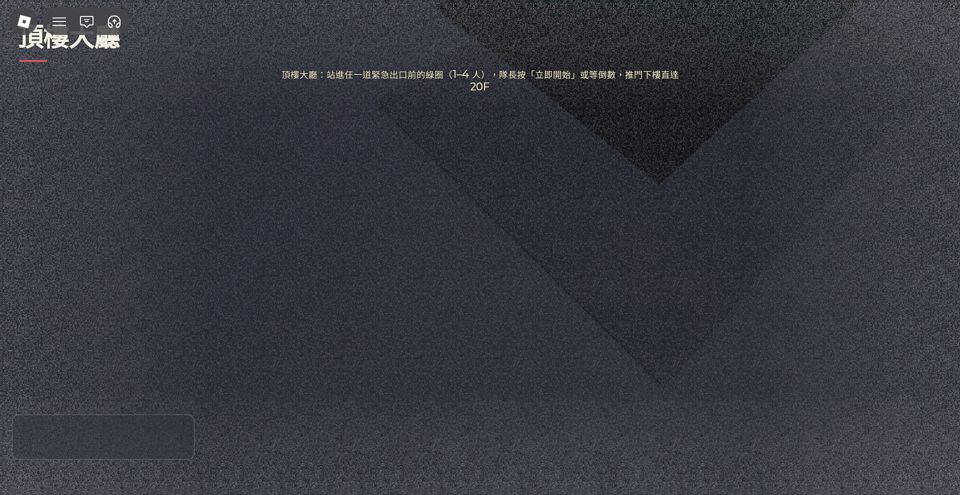 頂樓大廳
頂樓大廳：站進任一道緊急出口前的綠圈（1–4 人），隊長按「立即開始」或等倒數，推門下樓直達
20F